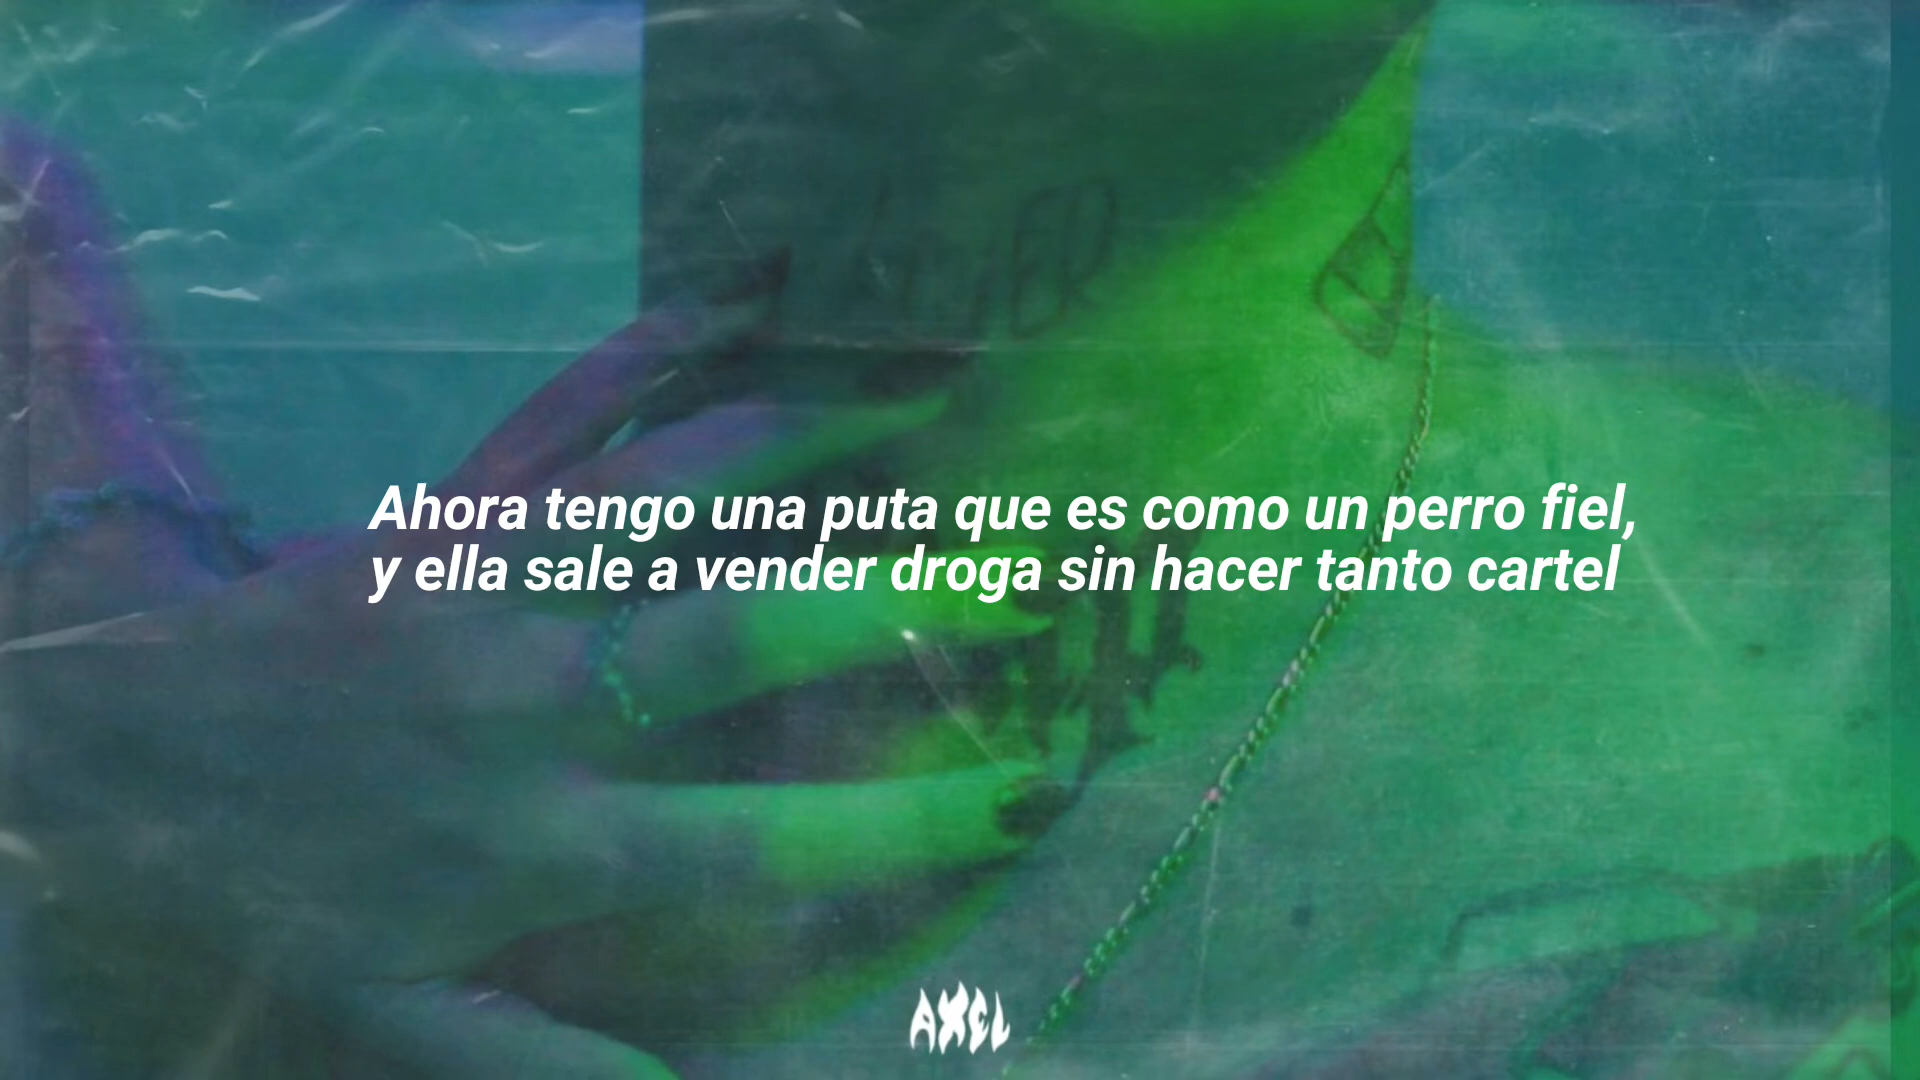 Ahora tengo una puta que es como un perro fiel,
y ella sale a vender droga sin hacer tanto cartel
AXEL